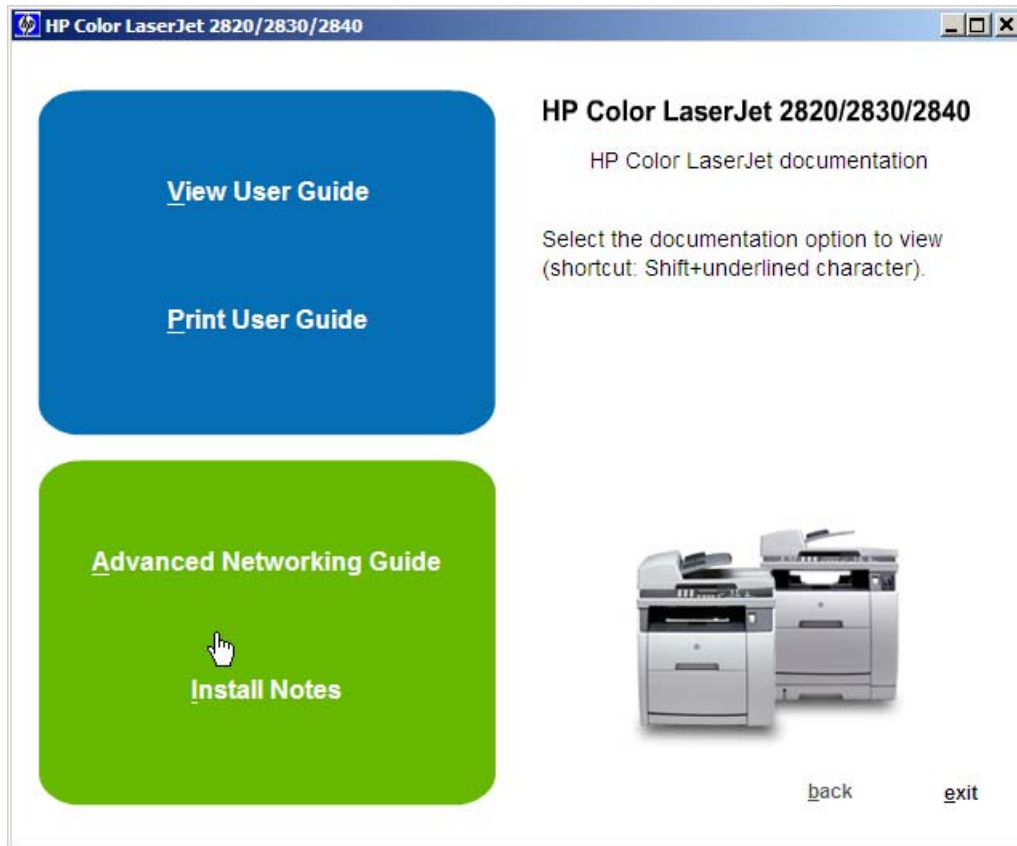 HP Color LaserJet 2820/2830/2840
View User Guide
Print User Guide
Advanced Networking Guide
Install Notes
HP Color LaserJet 2820/2830/2840
HP Color LaserJet documentation
Select the documentation option to view
(shortcut: Shift+underlined character).
back
exit